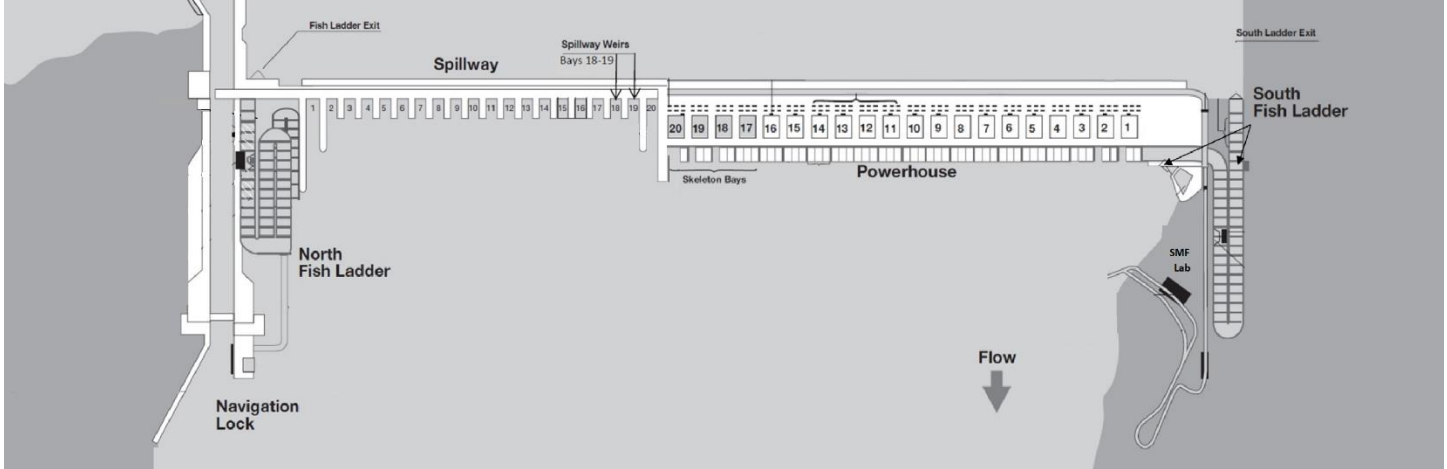 Fish Ladder Exit
South Ladder Exit
Spillway Weirs
Bays 18-19
Spillway
South
Fish Ladder
1 2 3 4 5 6 7 8 9 10 11 12 13 14 15 16 17 18 19 20
20 19 18 17 16 15 14 13 12 11 10 9 8 7 6 5 4 3 2 1
Skeleton Bays
Powerhouse
North
Fish Ladder
SMF
Lab
Flow
Navigation
Lock